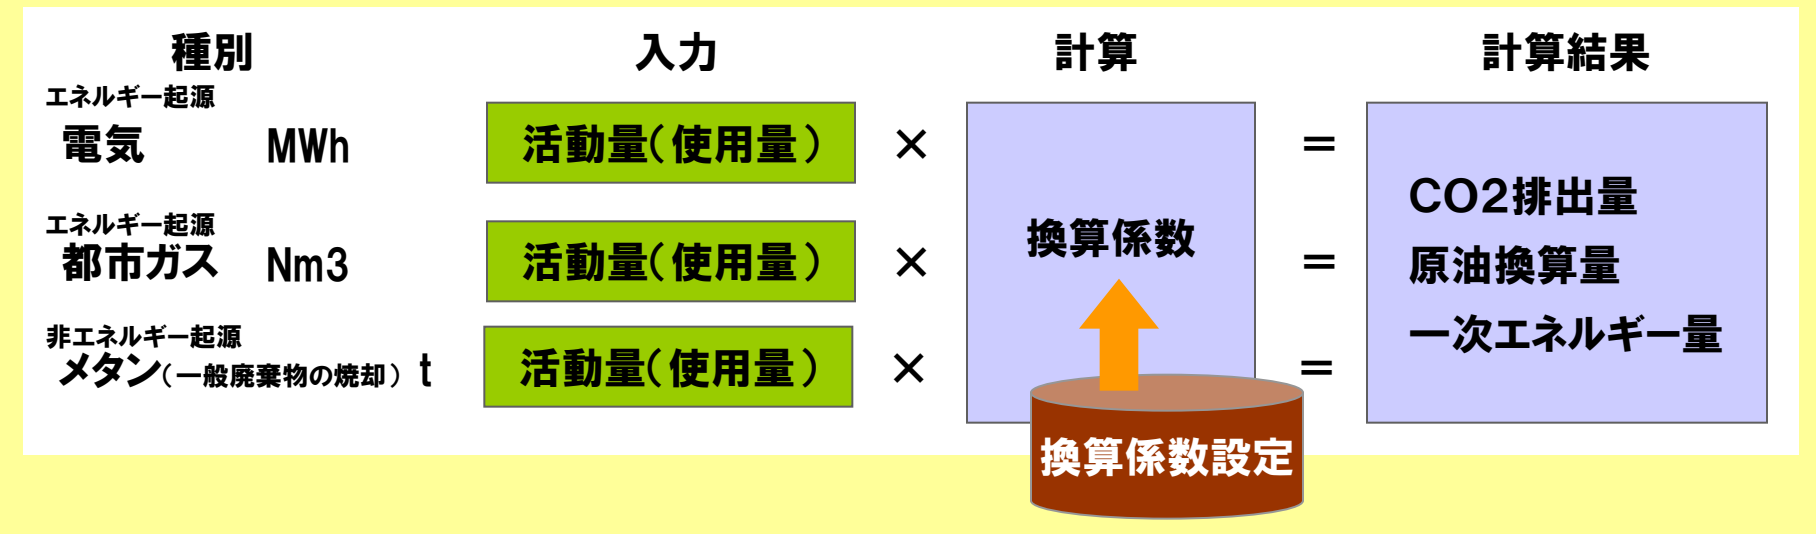 種別 入力 計算 計算結果
エネルギー起源
電気 MWh 活動量(使用量) × =
エネルギー起源
都市ガス Nm3 活動量(使用量) × =
非エネルギー起源
メタン(一般廃棄物の焼却) t 活動量(使用量) × =
換算係数
CO2排出量
原油換算量
一次エネルギー量
換算係数設定